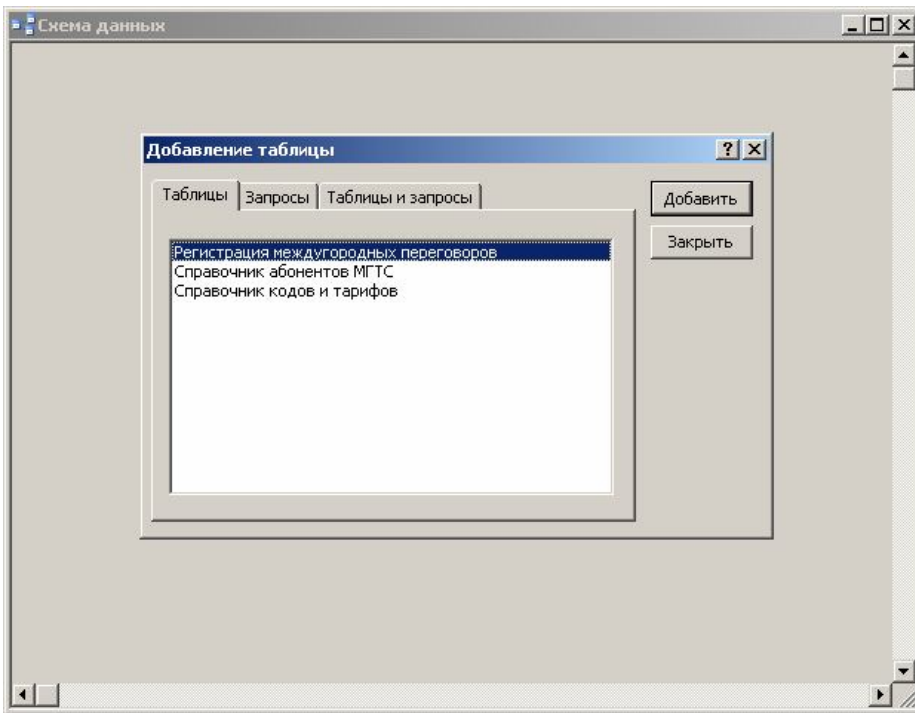 Схема данных
Добавление таблицы
Таблицы Запросы Таблицы и запросы
Добавить
Закрыть
Регистрация междугородных переговоров
Справочник абонентов МГТС
Справочник кодов и тарифов